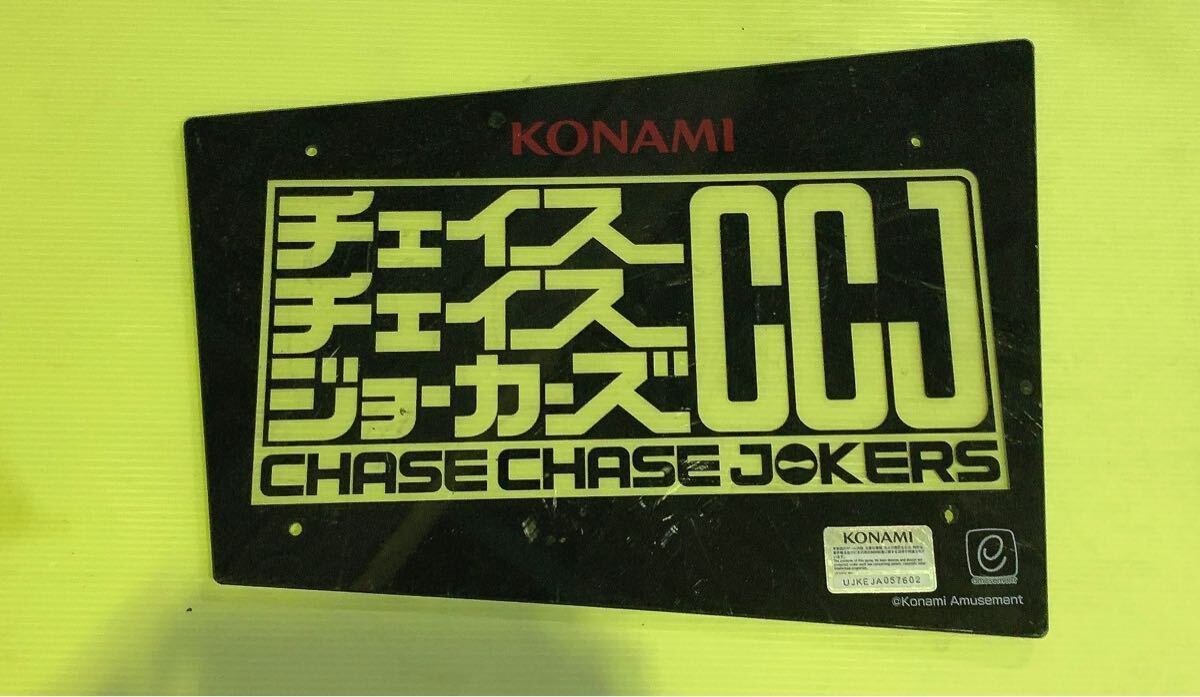 KONAMI
チェイス
チェイス
ジョーカーズ
CCJ
CHASE CHASE JOKERS
KONAMI
UJKEJA057602
e
amusement
©Konami Amusement